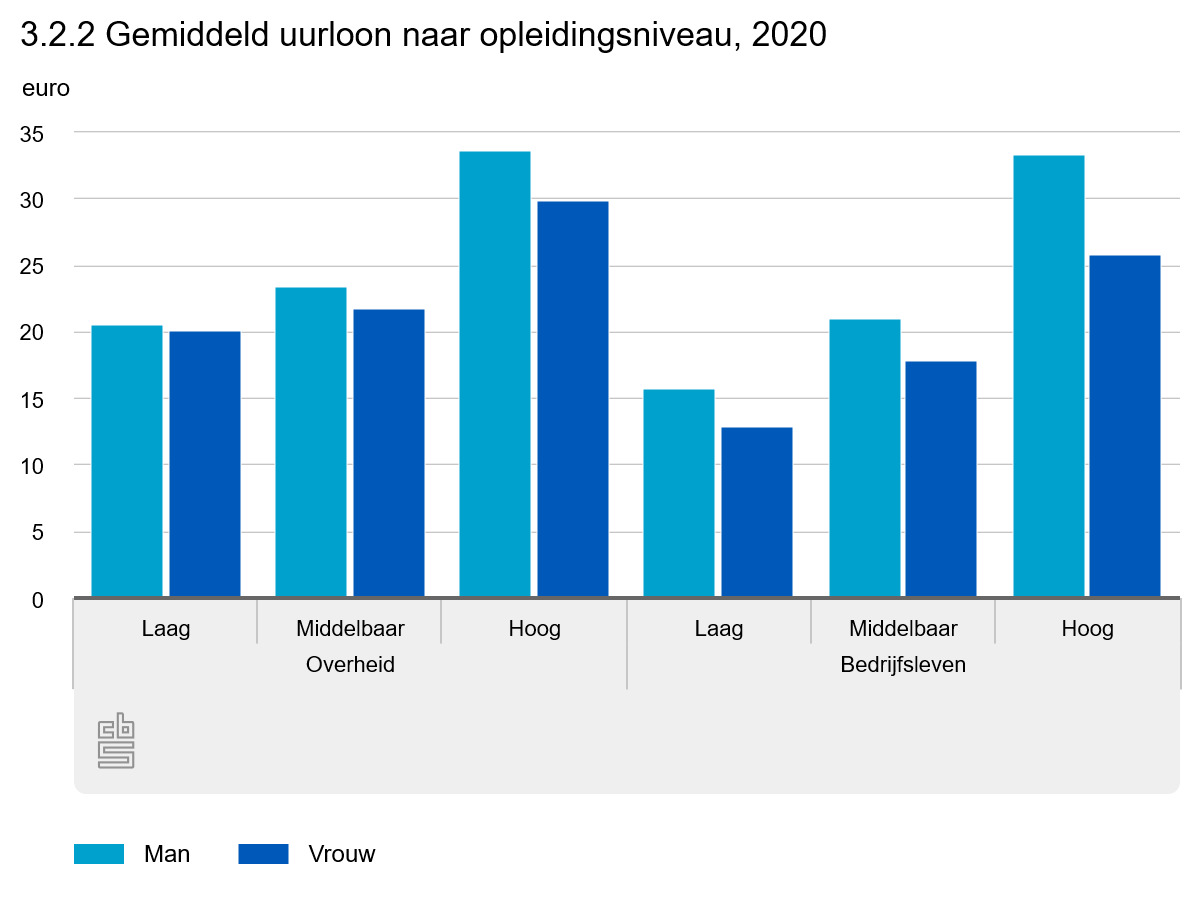 3.2.2 Gemiddeld uurloon naar opleidingsniveau, 2020
euro
35
30
25
20
15
10
5
0
Laag Middelbaar Hoog Laag Middelbaar Hoog
Overheid Bedrijfsleven
cbs
Man Vrouw